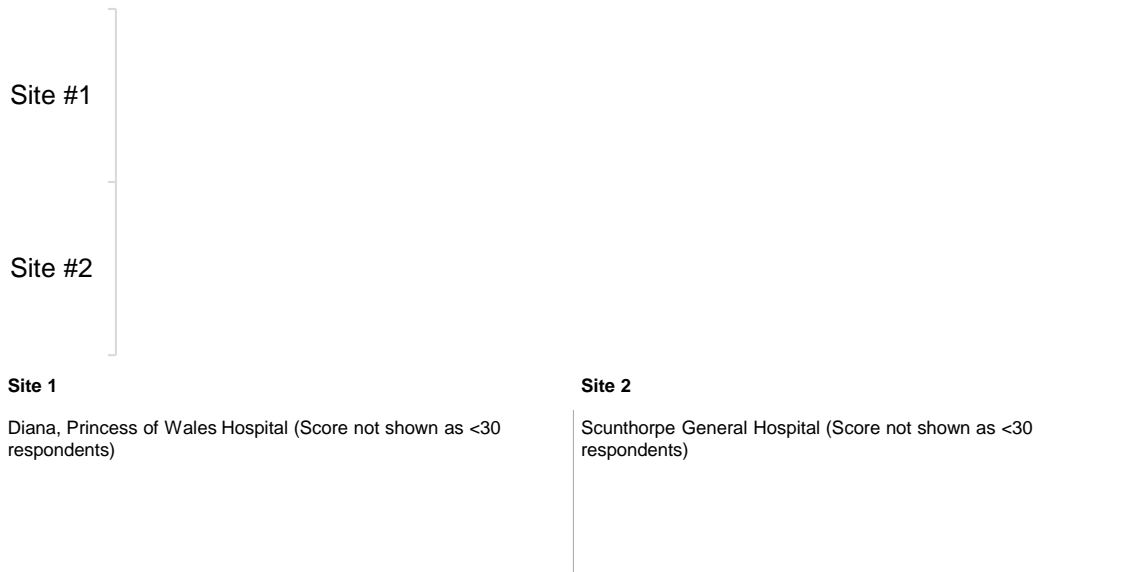 Site #1
Site #2
Site 1
Diana, Princess of Wales Hospital (Score not shown as <30
respondents)
Site 2
Scunthorpe General Hospital (Score not shown as <30
respondents)